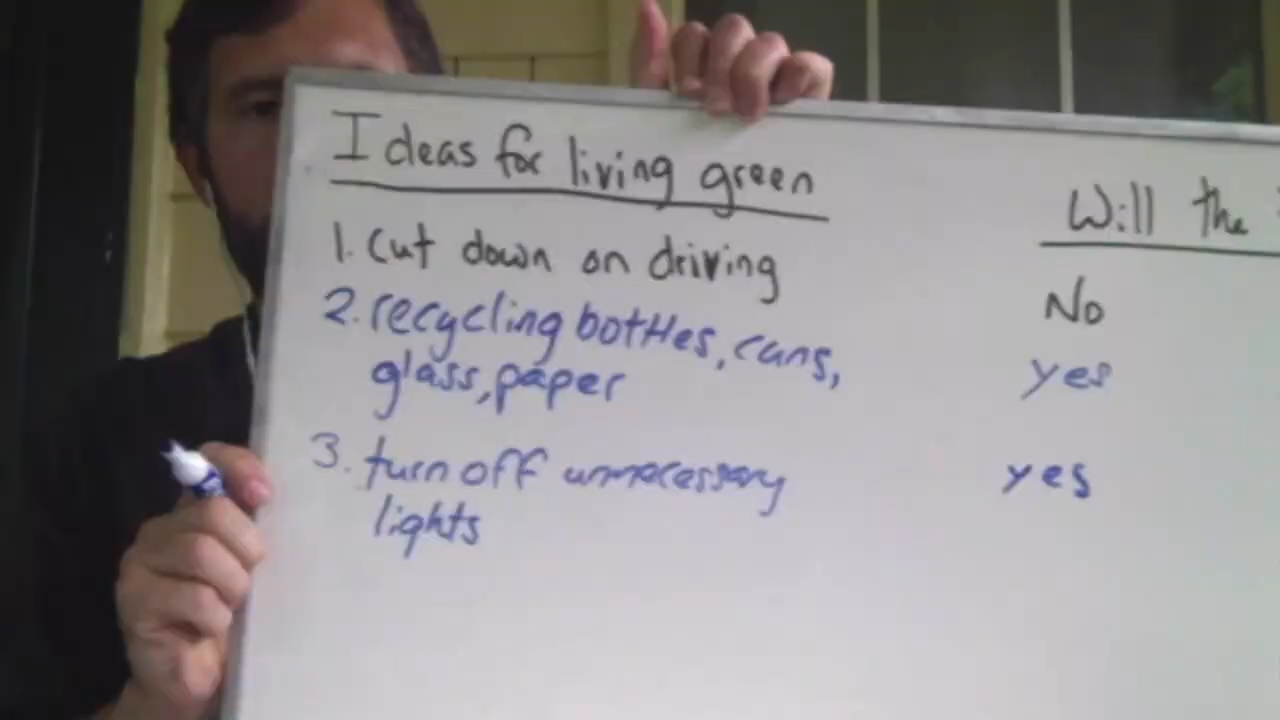 Ideas for living green
Will the
1. Cut down on driving
No
2. recycling bottles, cans,
glass, paper
yes
3. turn off unnecessary
lights
yes